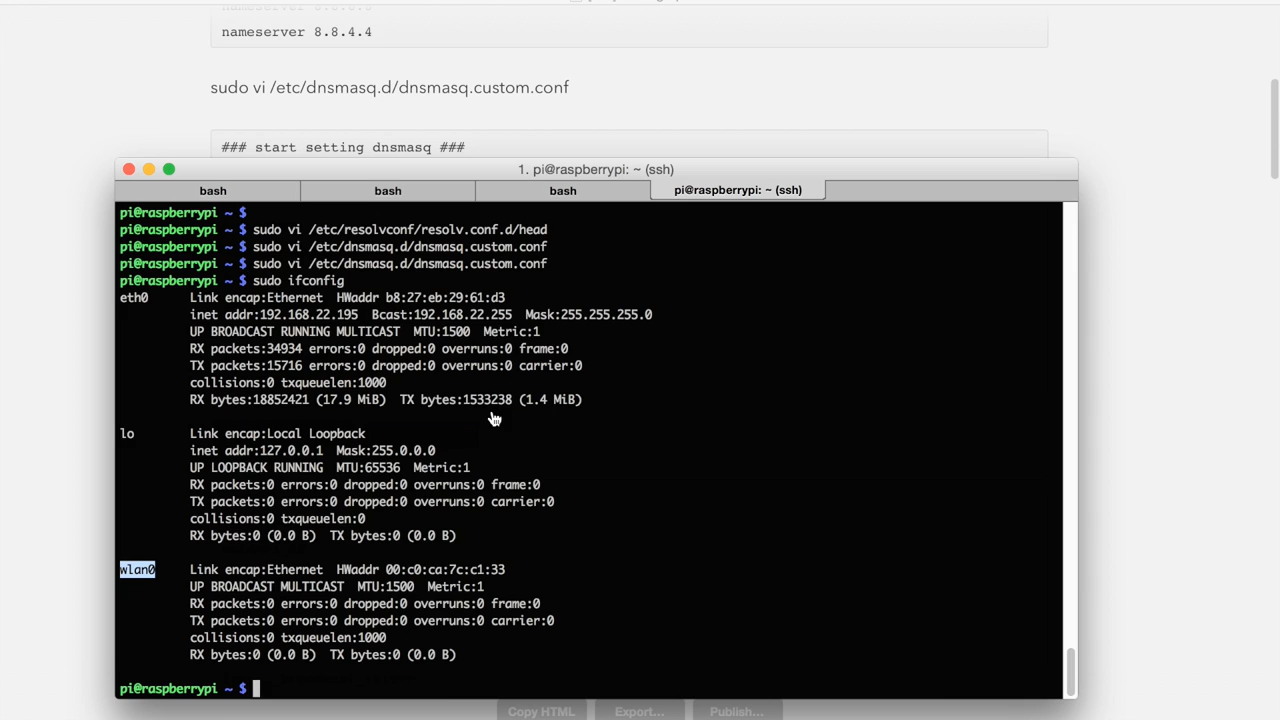 nameserver 8.8.4.4
sudo vi /etc/dnsmasq.d/dnsmasq.custom.conf
### start setting dnsmasq ###
1. pi@raspberrypi: ~ (ssh)
bash bash bash pi@raspberrypi: ~ (ssh)
pi@raspberrypi ~ $
pi@raspberrypi ~ $ sudo vi /etc/resolvconf/resolv.conf.d/head
pi@raspberrypi ~ $ sudo vi /etc/dnsmasq.d/dnsmasq.custom.conf
pi@raspberrypi ~ $ sudo vi /etc/dnsmasq.d/dnsmasq.custom.conf
pi@raspberrypi ~ $ sudo ifconfig
eth0 Link encap:Ethernet HWaddr b8:27:eb:29:61:d3
inet addr:192.168.22.195 Bcast:192.168.22.255 Mask:255.255.255.0
UP BROADCAST RUNNING MULTICAST MTU:1500 Metric:1
RX packets:34934 errors:0 dropped:0 overruns:0 frame:0
TX packets:15716 errors:0 dropped:0 overruns:0 carrier:0
collisions:0 txqueuelen:1000
RX bytes:18852421 (17.9 MiB) TX bytes:1533238 (1.4 MiB)
lo Link encap:Local Loopback
inet addr:127.0.0.1 Mask:255.0.0.0
UP LOOPBACK RUNNING MTU:65536 Metric:1
RX packets:0 errors:0 dropped:0 overruns:0 frame:0
TX packets:0 errors:0 dropped:0 overruns:0 carrier:0
collisions:0 txqueuelen:0
RX bytes:0 (0.0 B) TX bytes:0 (0.0 B)
wlan0 Link encap:Ethernet HWaddr 00:c0:ca:7c:c1:33
UP BROADCAST MULTICAST MTU:1500 Metric:1
RX packets:0 errors:0 dropped:0 overruns:0 frame:0
TX packets:0 errors:0 dropped:0 overruns:0 carrier:0
collisions:0 txqueuelen:1000
RX bytes:0 (0.0 B) TX bytes:0 (0.0 B)
pi@raspberrypi ~ $
Copy HTML Export... Publish...